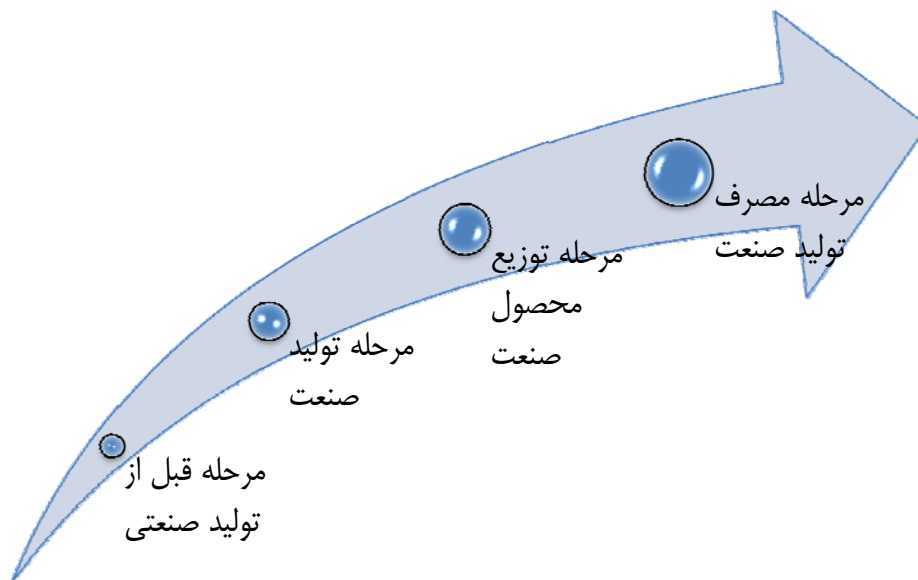 مرحله قبل از
تولید صنعتی
مرحله تولید
صنعت
مرحله توزیع
محصول
صنعت
مرحله مصرف
تولید صنعت